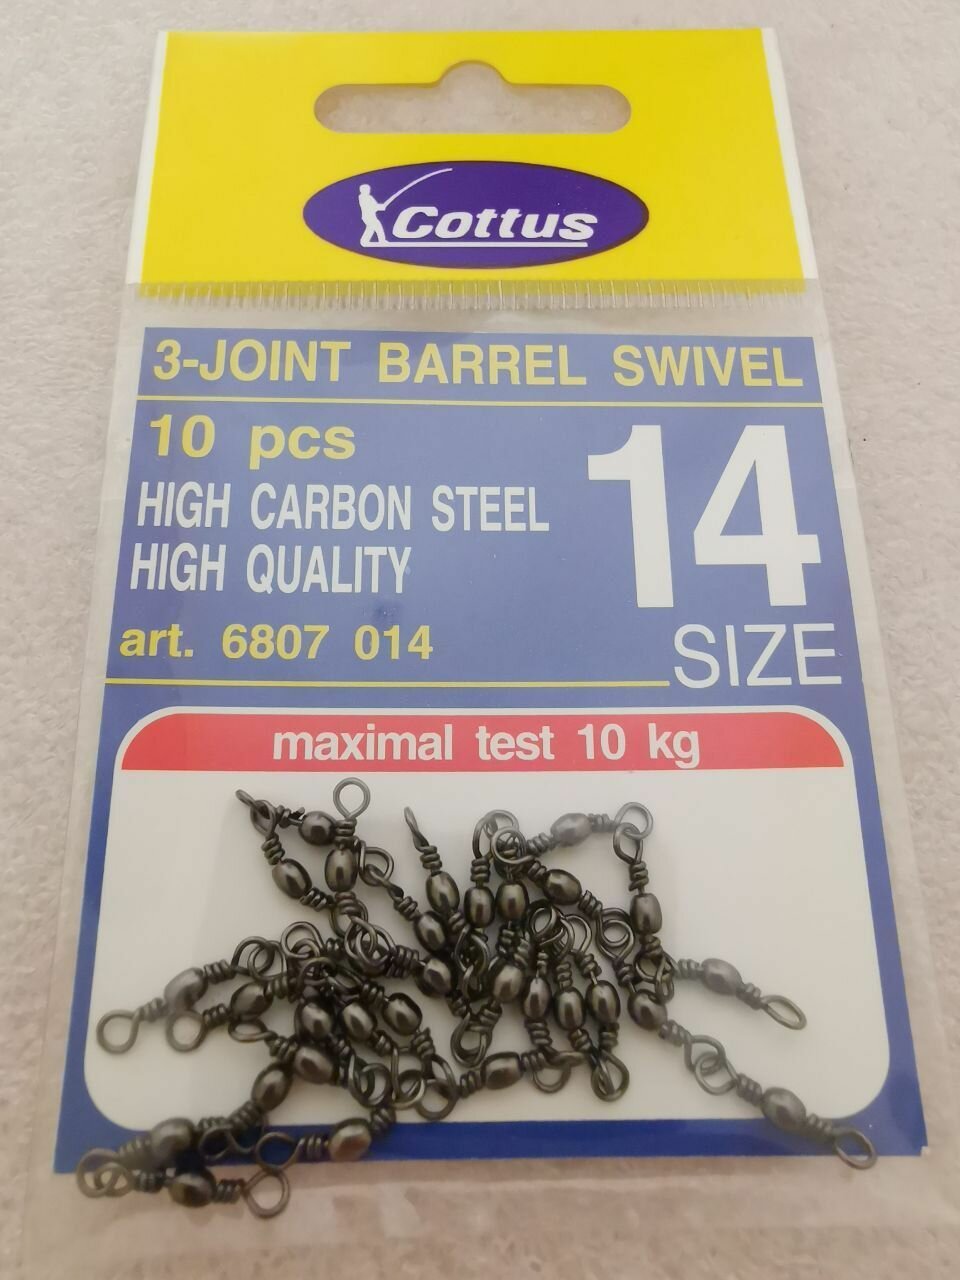 Cottus
3-JOINT BARREL SWIVEL
10 pcs
HIGH CARBON STEEL
HIGH QUALITY
art. 6807 014
14
SIZE
maximal test 10 kg